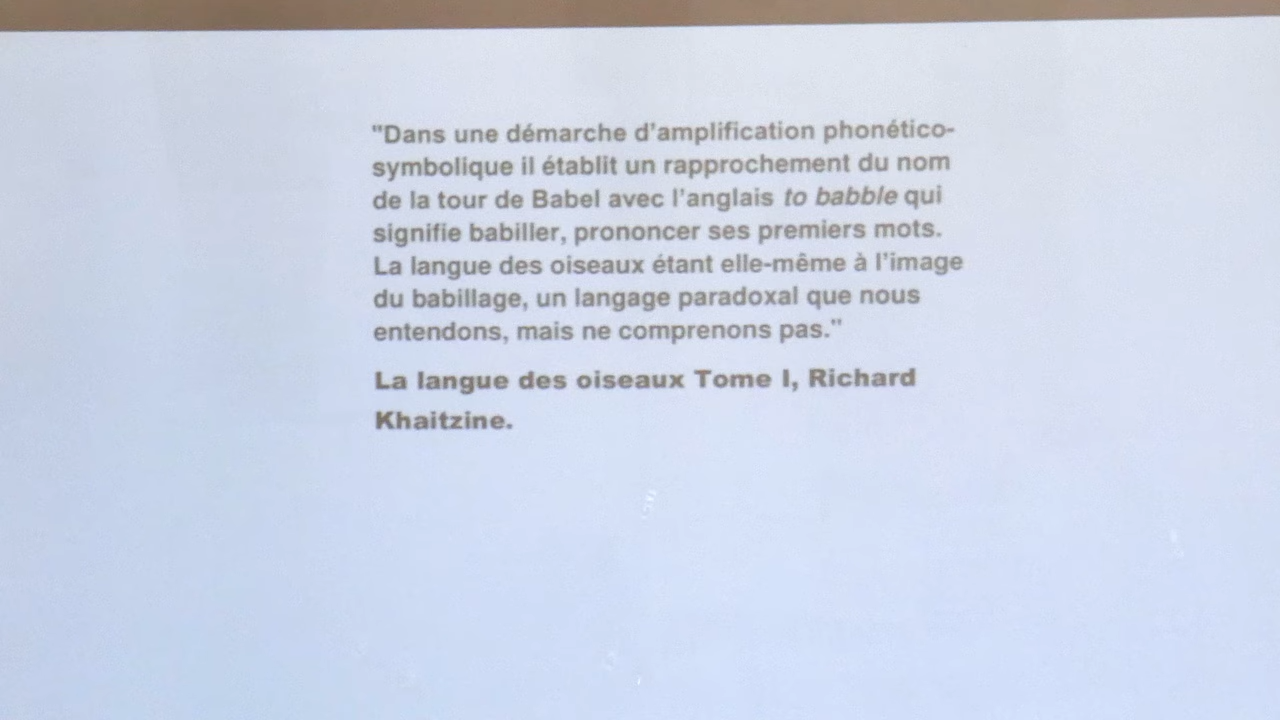 "Dans une démarche d'amplification phonético-
symbolique il établit un rapprochement du nom
de la tour de Babel avec l'anglais to babble qui
signifie babiller, prononcer ses premiers mots.
La langue des oiseaux étant elle-même à l'image
du babillage, un langage paradoxal que nous
entendons, mais ne comprenons pas."
La langue des oiseaux Tome I, Richard
Khaitzine.